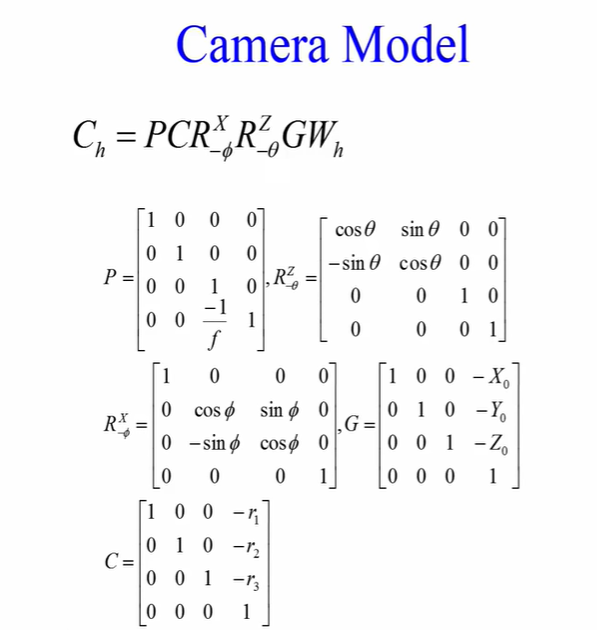 Camera Model
C_h = PCR^X_{-ϕ}R^Z_{-θ}GW_h
P = [1 0 0 0; 0 1 0 0; 0 0 1 0; 0 0 -1/f 1], R^Z_{-θ} = [cosθ sinθ 0 0; -sinθ cosθ 0 0; 0 0 1 0; 0 0 0 1]
R^X_{-ϕ} = [1 0 0 0; 0 cosϕ sinϕ 0; 0 -sinϕ cosϕ 0; 0 0 0 1], G = [1 0 0 -X_0; 0 1 0 -Y_0; 0 0 1 -Z_0; 0 0 0 1]
C = [1 0 0 -r_1; 0 1 0 -r_2; 0 0 1 -r_3; 0 0 0 1]